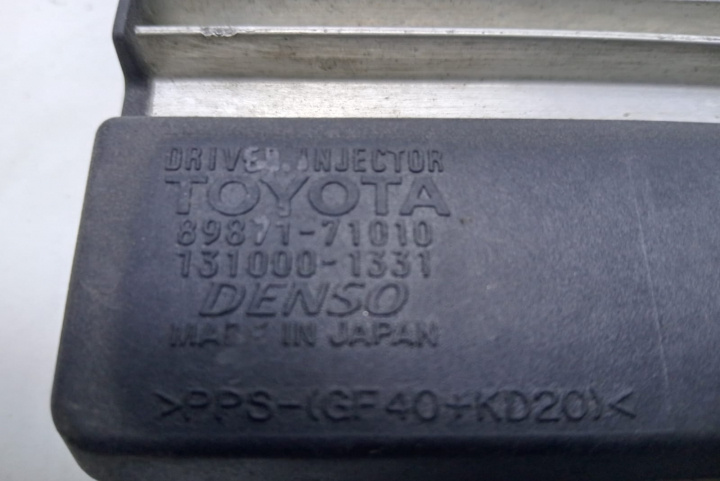 DRIVER, INJECTOR
TOYOTA
89871-71010
131000-1331
DENSO
MADE IN JAPAN
>PPS-(GF40+KD20)<